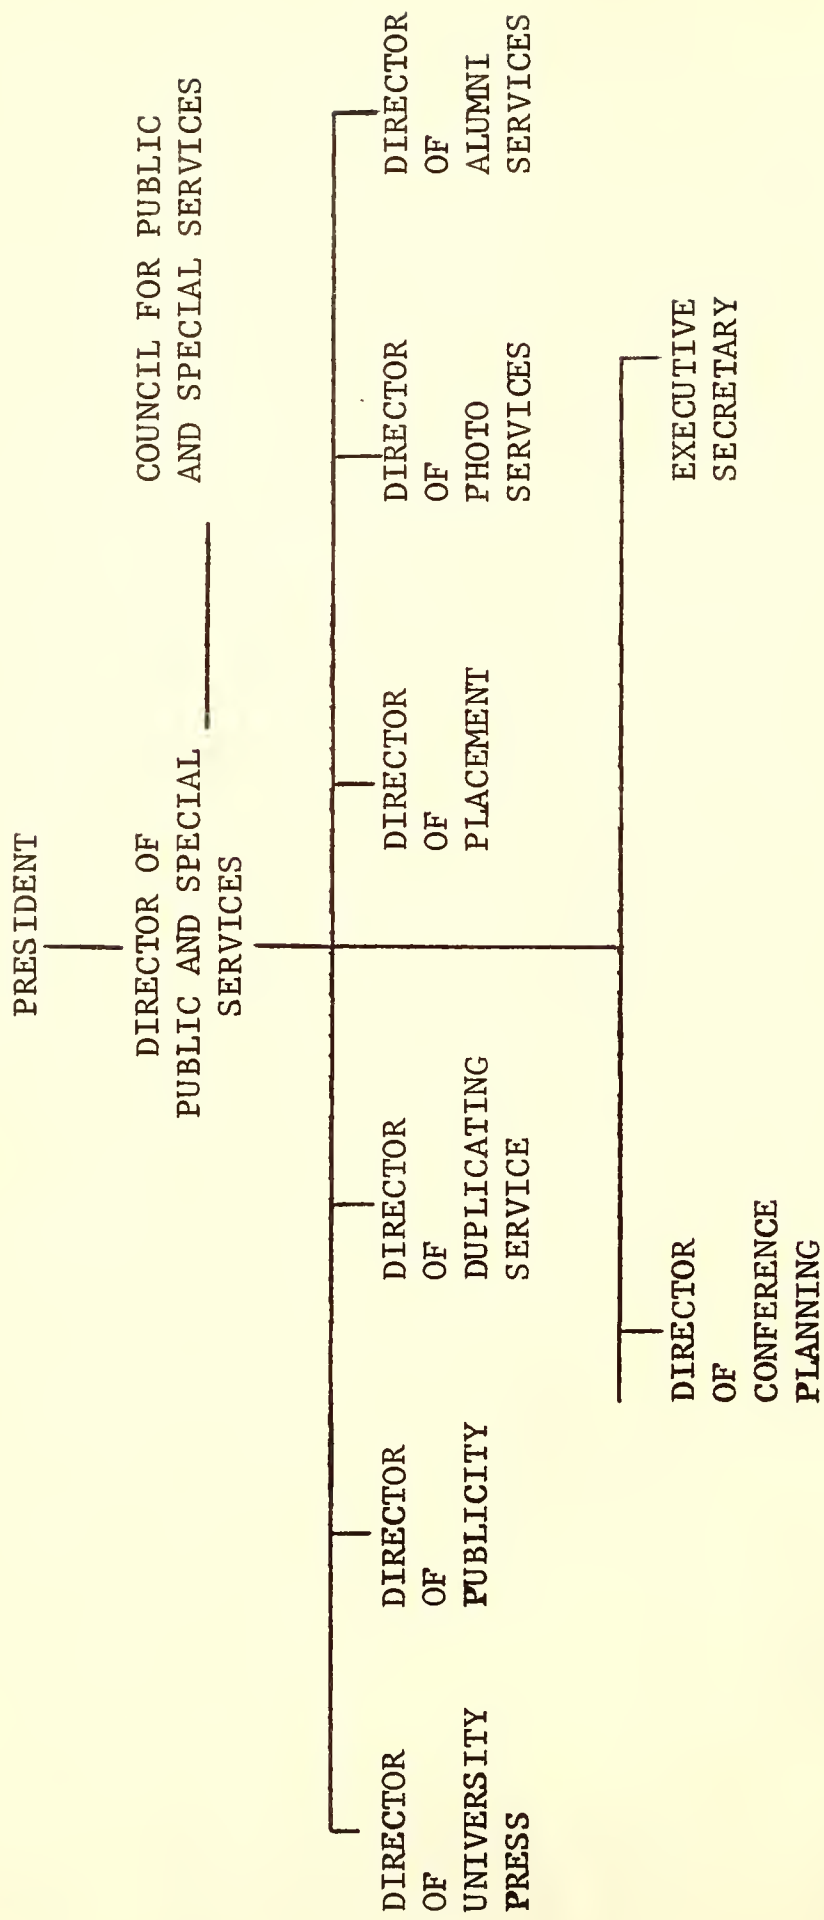 PRESIDENT
DIRECTOR OF
PUBLIC AND SPECIAL
SERVICES
COUNCIL FOR PUBLIC
AND SPECIAL SERVICES
DIRECTOR
OF
UNIVERSITY
PRESS
DIRECTOR
OF
PUBLICITY
DIRECTOR
OF
DUPLICATING
SERVICE
DIRECTOR
OF
PLACEMENT
DIRECTOR
OF
PHOTO
SERVICES
DIRECTOR
OF
ALUMNI
SERVICES
DIRECTOR
OF
CONFERENCE
PLANNING
EXECUTIVE
SECRETARY